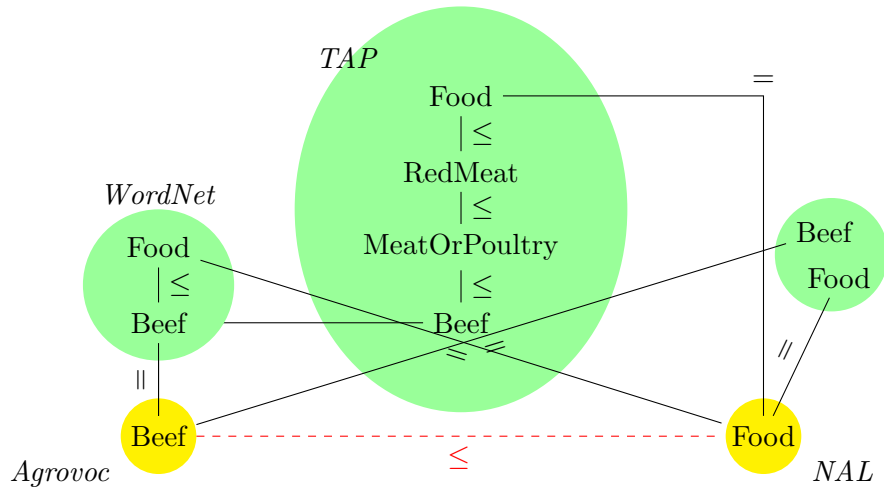 TAP
Food
=
≤
RedMeat
≤
WordNet
MeatOrPoultry
Beef
Food
≤
≤
Food
Beef
Beef
=
=
=
=
Beef
Food
≤
Agrovoc
NAL